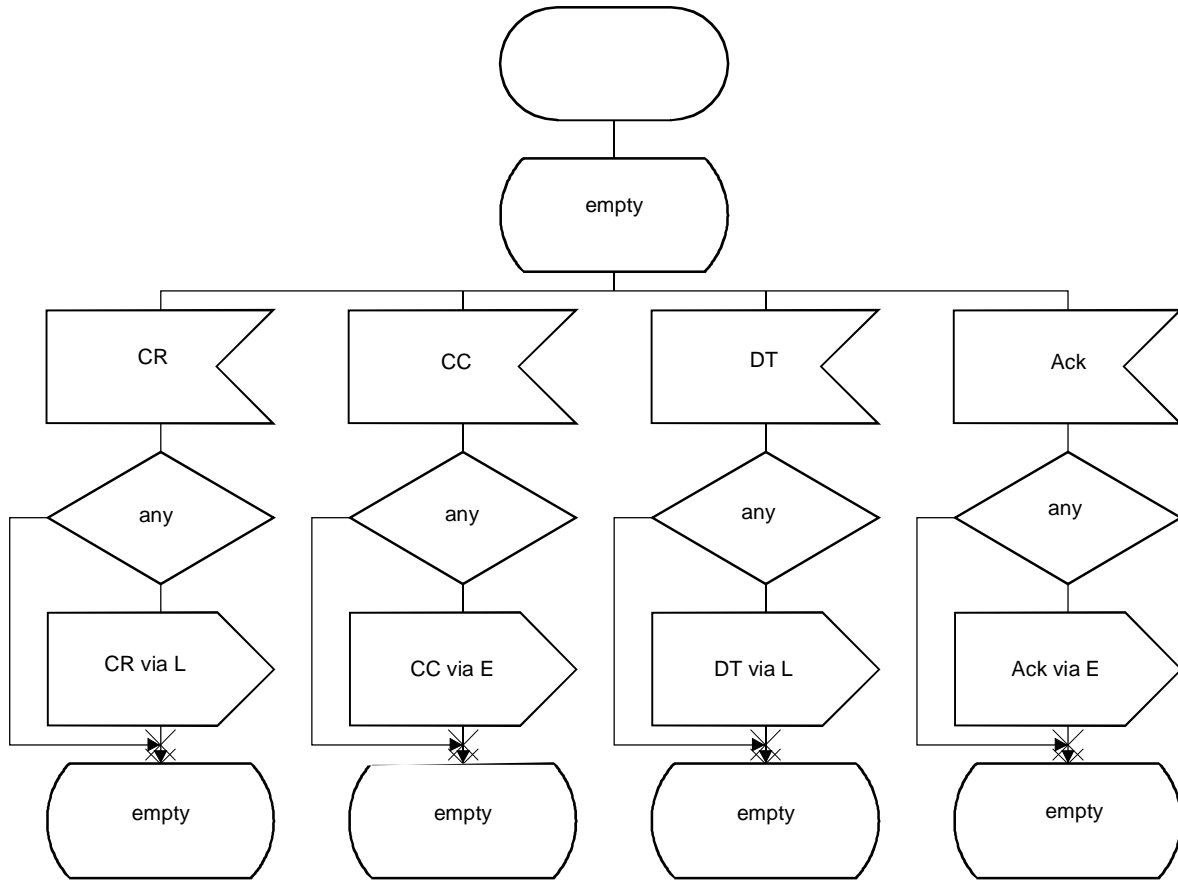 empty
CR
CC
DT
Ack
any
any
any
any
CR via L
CC via E
DT via L
Ack via E
empty
empty
empty
empty